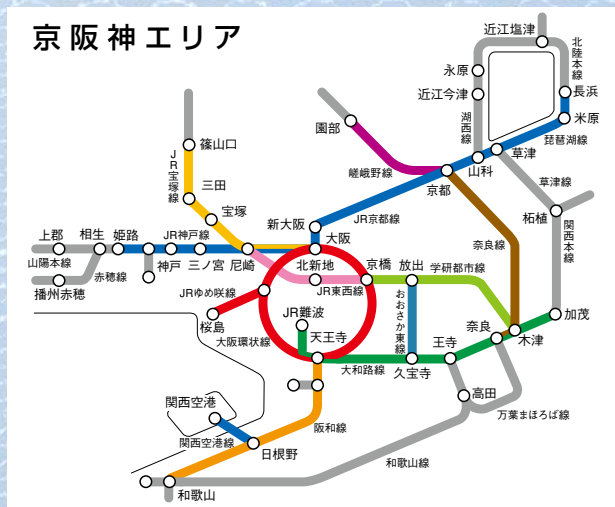 京阪神エリア
近江塩津
北陸本線
永原
長浜
近江今津
米原
湖西線
琵琶湖線
園部
草津
篠山口
嵯峨野線
山科
JR宝塚線
京都
草津線
三田
柘植
宝塚
新大阪
JR京都線
関西本線
上郡
相生
姫路
JR神戸線
大阪
奈良線
山陽本線
神戸
三ノ宮
尼崎
北新地
京橋
放出
学研都市線
赤穂線
播州赤穂
JRゆめ咲線
JR東西線
おおさか東線
桜島
JR難波
奈良
加茂
大阪環状線
天王寺
王寺
木津
大和路線
久宝寺
高田
関西空港
万葉まほろば線
阪和線
関西空港線
日根野
和歌山線
和歌山